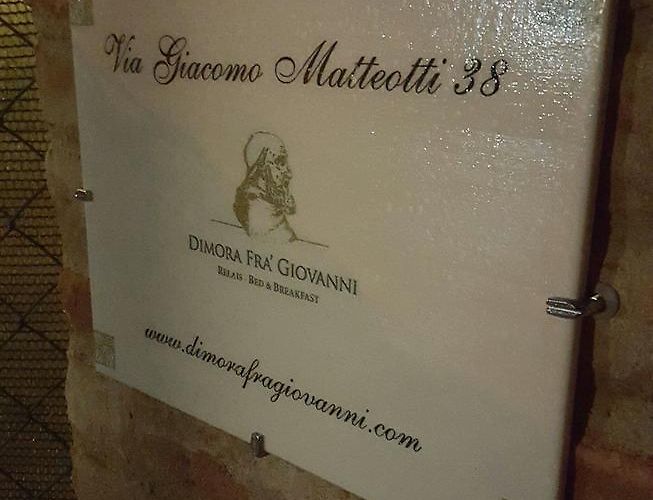 Via Giacomo Matteotti 38
DIMORA FRA' GIOVANNI
RELAIS BED & BREAKFAST
www.dimorafragiovanni.com